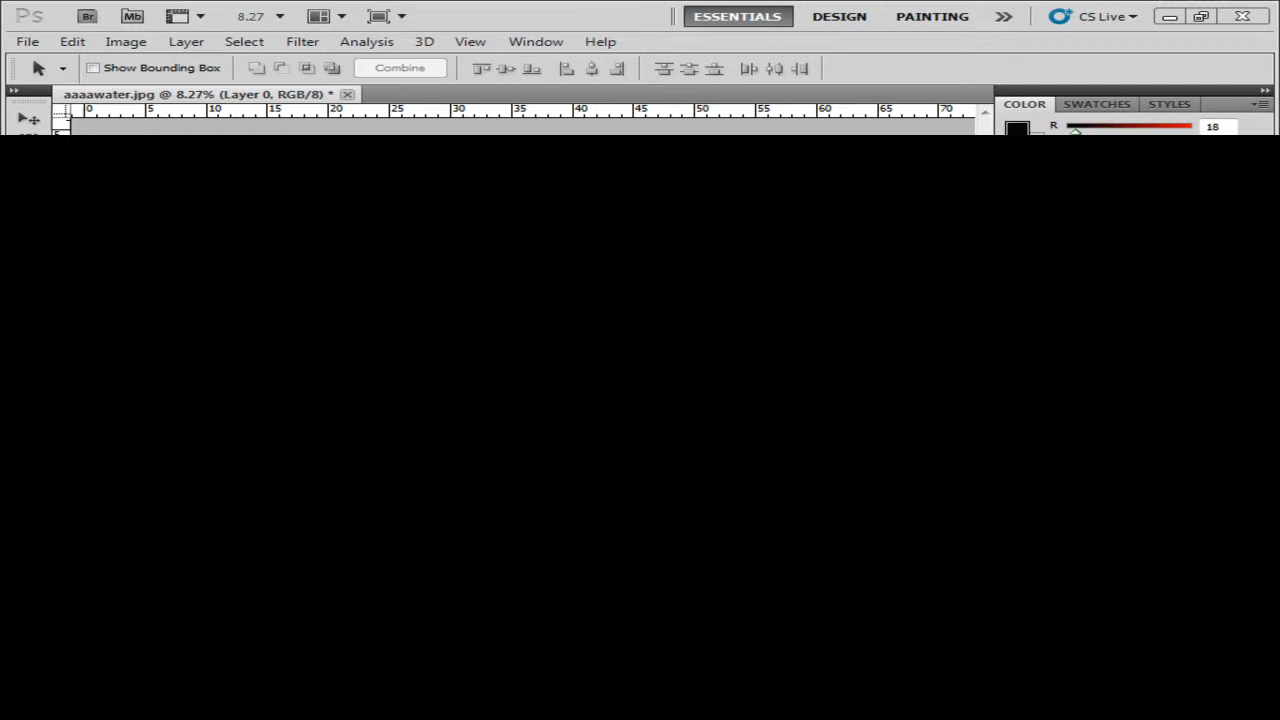 Ps Br Mb 8.27 ESSENTIALS DESIGN PAINTING CS Live
File Edit Image Layer Select Filter Analysis 3D View Window Help
Show Bounding Box Combine
aaaawater.jpg @ 8.27% (Layer 0, RGB/8) *
0 5 10 15 20 25 30 35 40 45 50 55 60 65 70
COLOR SWATCHES STYLES
R 18